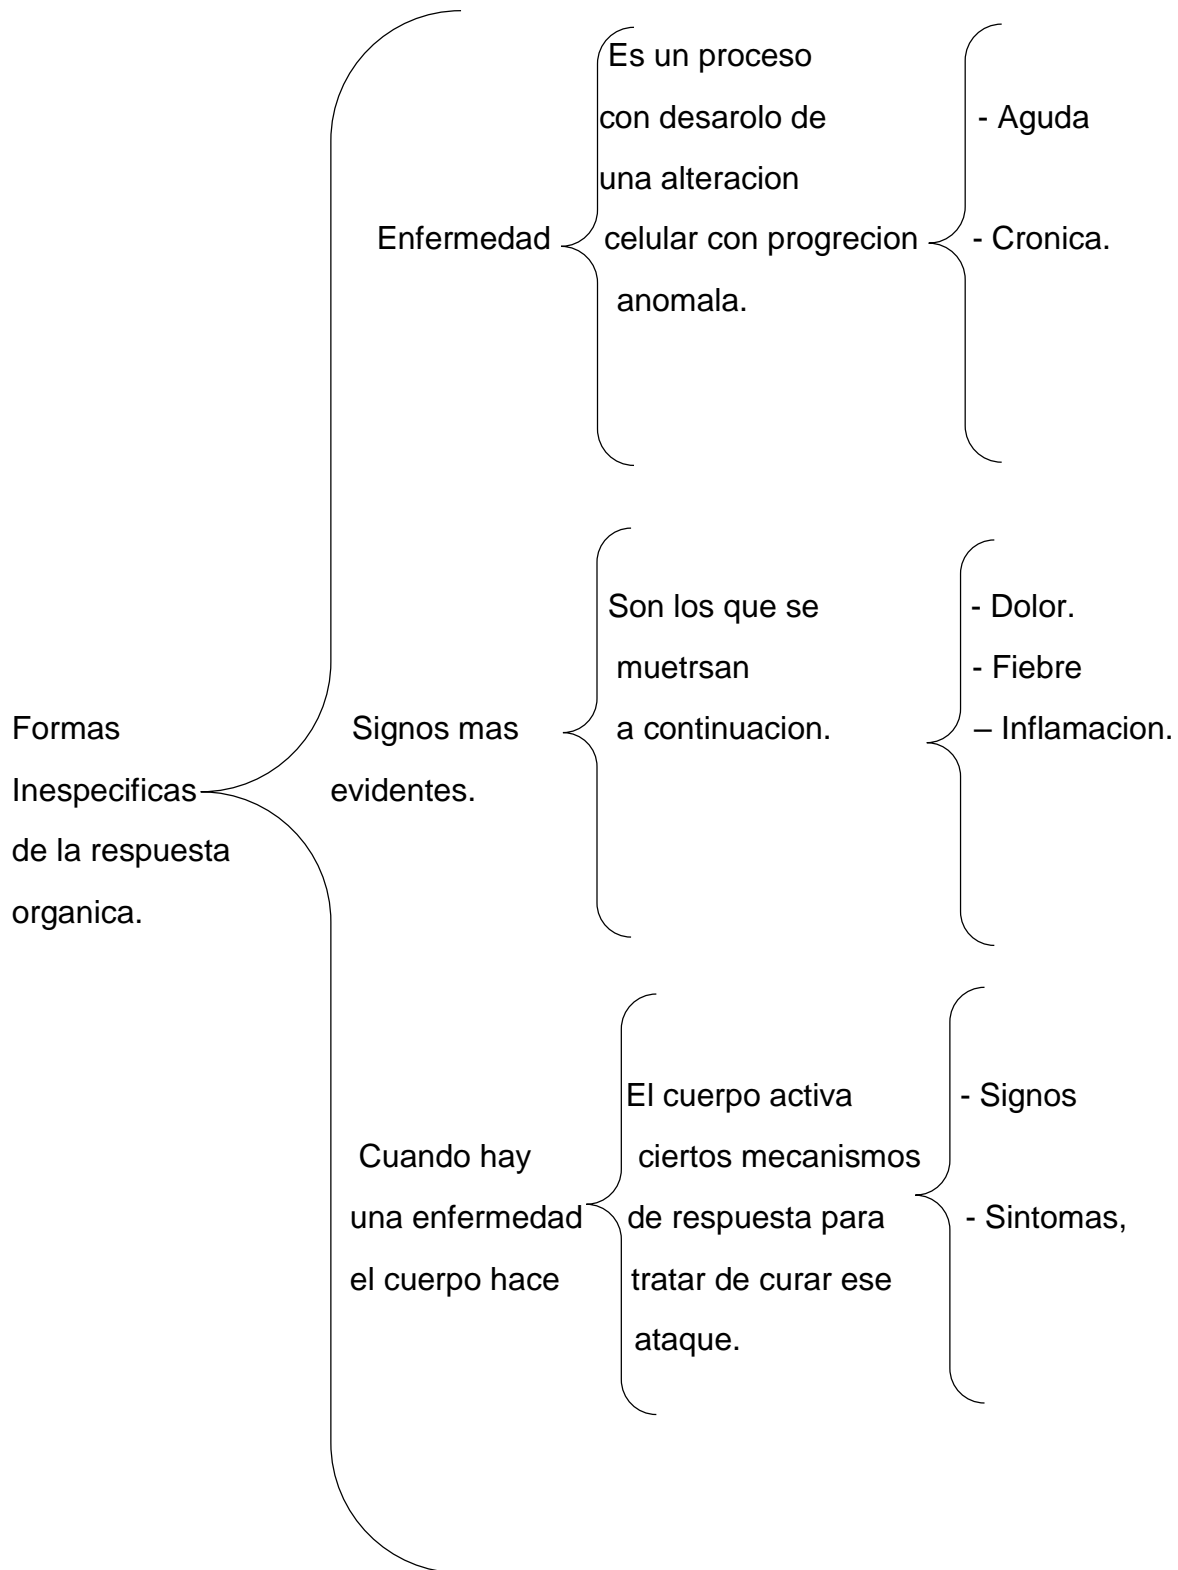 Formas
Inespecificas
de la respuesta
organica.
Enfermedad
Es un proceso
con desarolo de
una alteracion
celular con progrecion
anomala.
- Aguda
- Cronica.
Signos mas
evidentes.
Son los que se
muetrsan
a continuacion.
- Dolor.
- Fiebre
– Inflamacion.
Cuando hay
una enfermedad
el cuerpo hace
El cuerpo activa
ciertos mecanismos
de respuesta para
tratar de curar ese
ataque.
- Signos
- Sintomas,